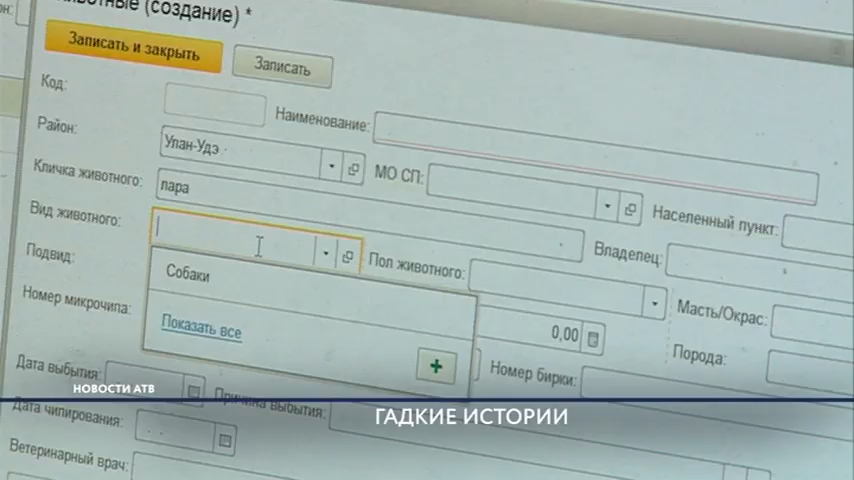 Животные (создание) *
Записать и закрыть
Записать
Код:
Наименование:
Район:
Улан-Удэ
МО СП:
Населенный пункт:
Кличка животного:
лара
Владелец:
Вид животного:
Пол животного:
Масть/Окрас:
Подвид:
Собаки
Показать все
Номер микрочипа:
0,00
Порода:
Номер бирки:
Дата выбытия:
Причина выбытия:
НОВОСТИ АТВ
ГАДКИЕ ИСТОРИИ
Дата чипирования:
Ветеринарный врач: